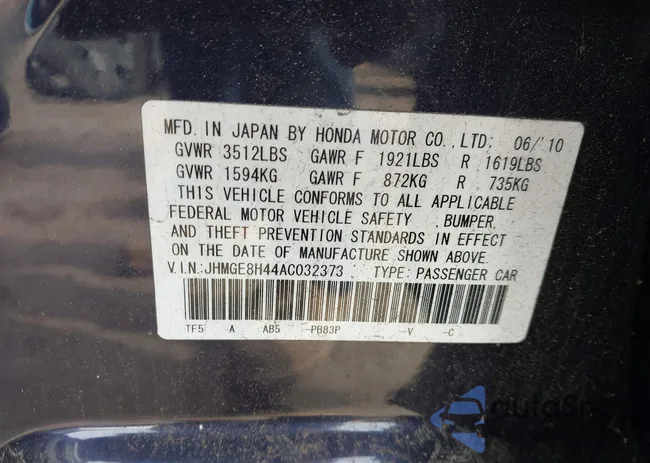 MFD. IN JAPAN BY HONDA MOTOR CO., LTD. 06/'10
GVWR 3512LBS GAWR F 1921LBS R 1619LBS
GVWR 1594KG GAWR F 872KG R 735KG
THIS VEHICLE CONFORMS TO ALL APPLICABLE
FEDERAL MOTOR VEHICLE SAFETY , BUMPER,
AND THEFT PREVENTION STANDARDS IN EFFECT
ON THE DATE OF MANUFACTURE SHOWN ABOVE.
V.I.N.:JHMGE8H44AC032373 TYPE: PASSENGER CAR
TF5 -A AB5 -PB83P -V -C